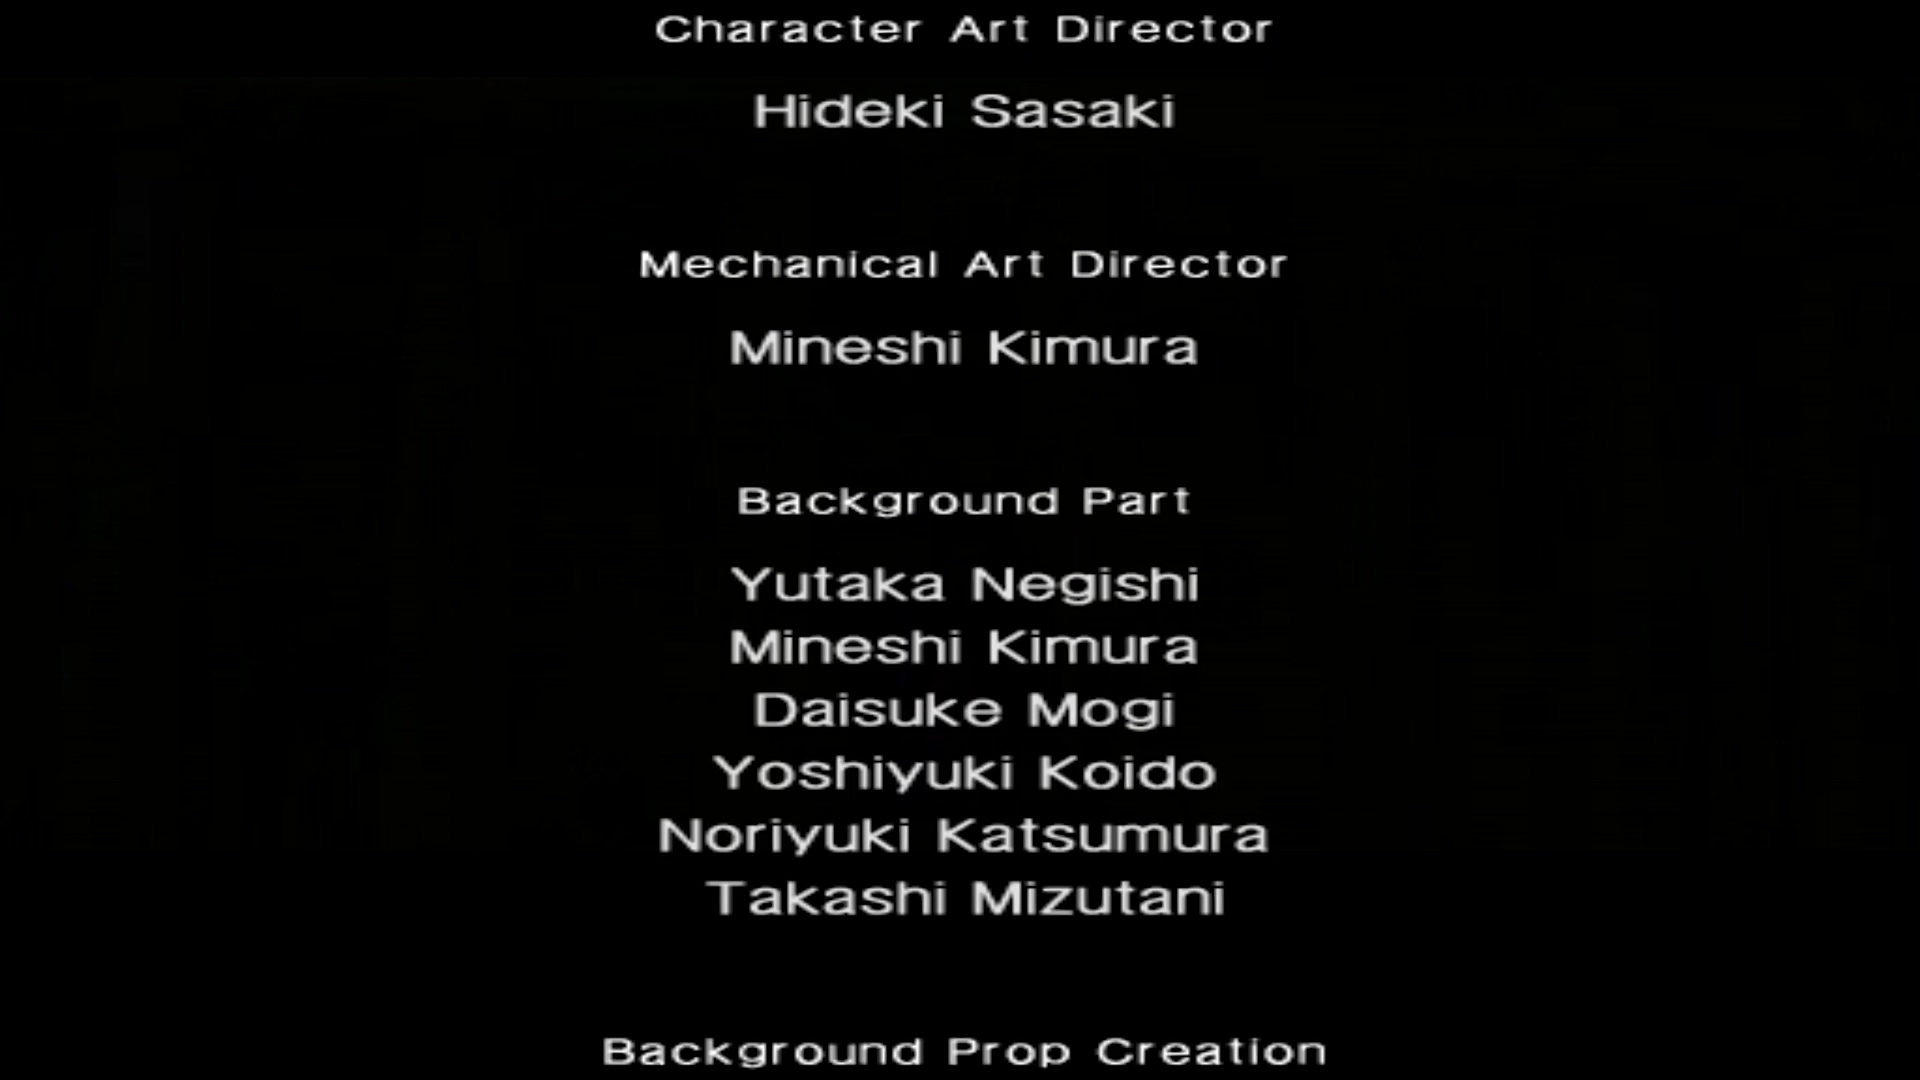 Character Art Director
Hideki Sasaki
Mechanical Art Director
Mineshi Kimura
Background Part
Yutaka Negishi
Mineshi Kimura
Daisuke Mogi
Yoshiyuki Koido
Noriyuki Katsumura
Takashi Mizutani
Background Prop Creation